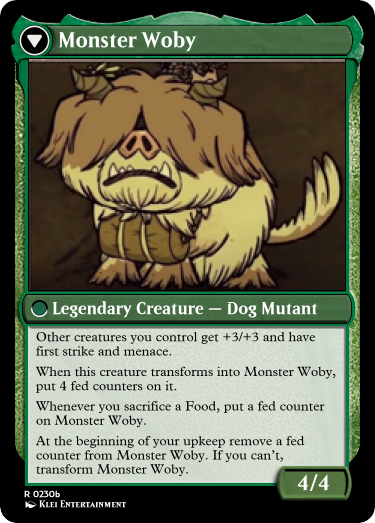 Monster Woby
Legendary Creature — Dog Mutant
Other creatures you control get +3/+3 and have
first strike and menace.
When this creature transforms into Monster Woby,
put 4 fed counters on it.
Whenever you sacrifice a Food, put a fed counter
on Monster Woby.
At the beginning of your upkeep remove a fed
counter from Monster Woby. If you can't,
transform Monster Woby.
4/4
R 0230b
Klei Entertainment